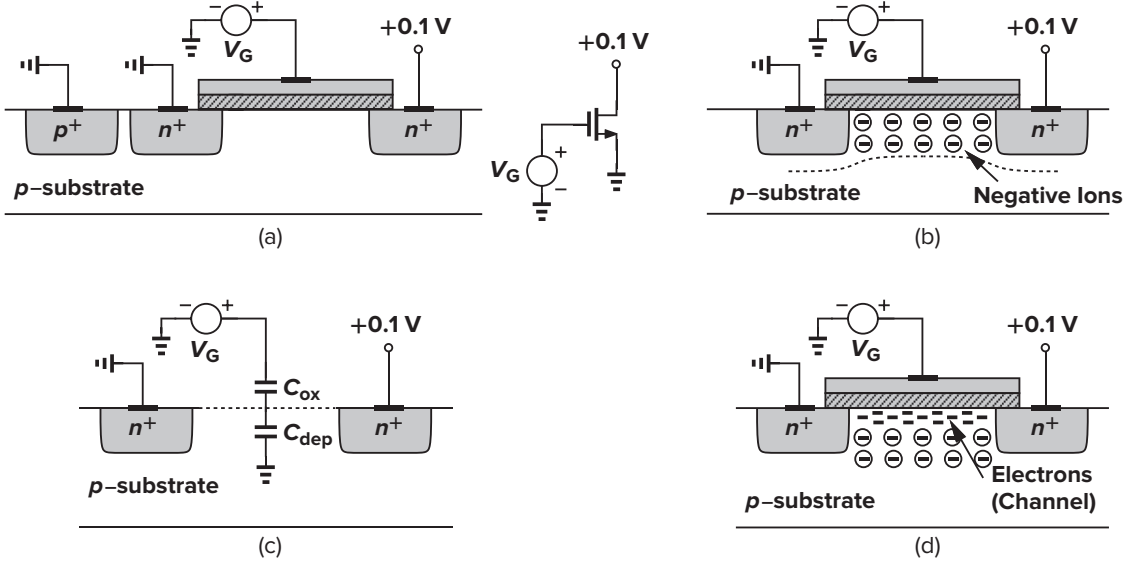 − +
V_G
+0.1 V
p+
n+
n+
p–substrate
(a)
+0.1 V
V_G
+
−
− +
V_G
+0.1 V
n+
n+
p–substrate
Negative Ions
(b)
− +
V_G
+0.1 V
C_ox
n+
C_dep
n+
p–substrate
(c)
− +
V_G
+0.1 V
n+
n+
Electrons
p–substrate
(Channel)
(d)